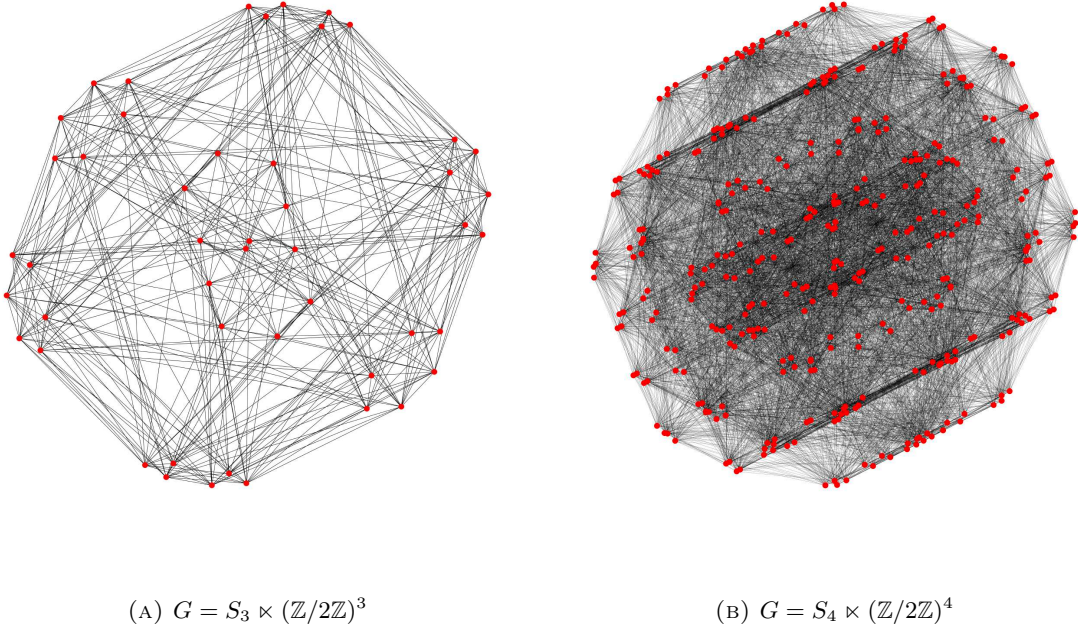 (A) G = S₃ ⋉ (ℤ/2ℤ)³
(B) G = S₄ ⋉ (ℤ/2ℤ)⁴